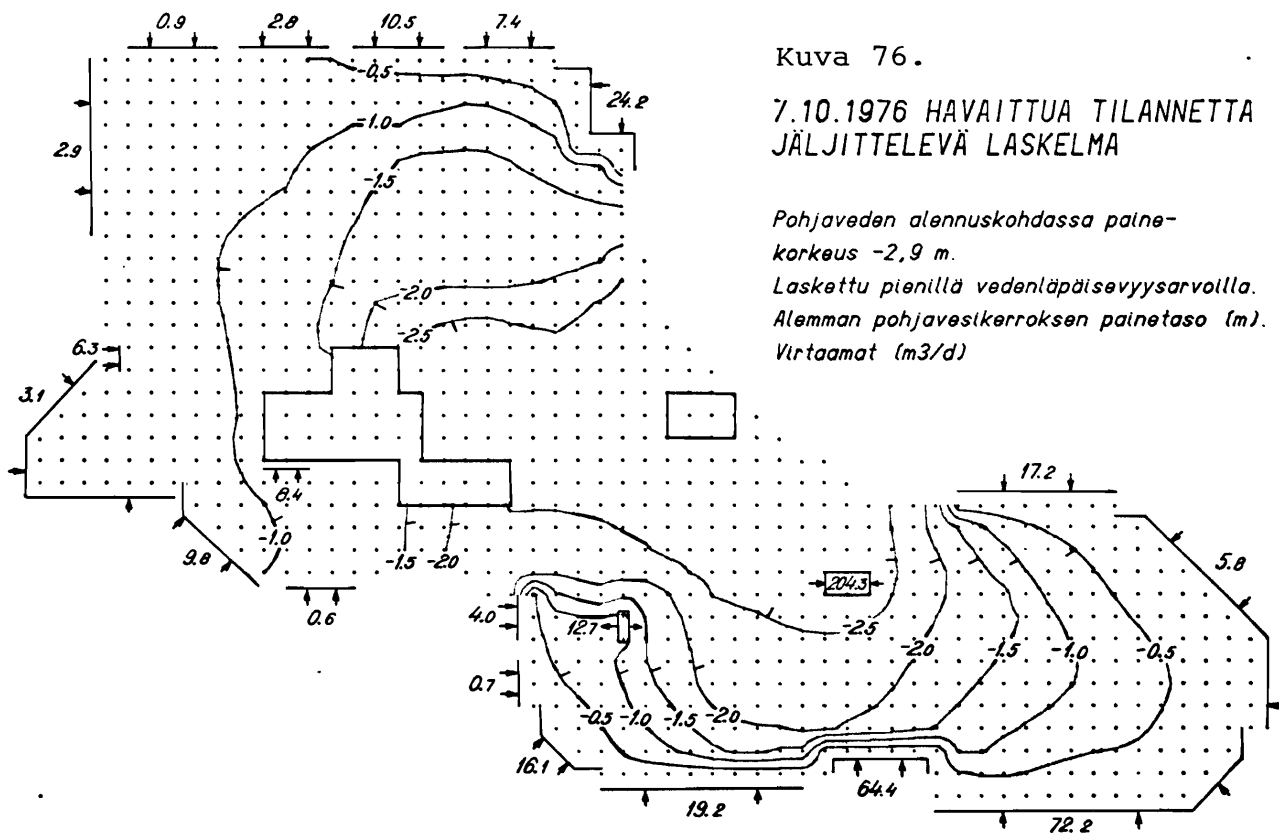 0.9 2.8 10.5 7.4
Kuva 76.
7.10.1976 HAVAITTUA TILANNETTA
JÄLJITTELEVÄ LASKELMA
Pohjaveden alennuskohdassa paine-
korkeus -2,9 m.
Laskettu pienillä vedenläpäisevyysarvoilla.
Alemman pohjavesikerroksen painetaso (m).
Virtaamat (m3/d)
-0.5
24.2
-1.0
2.9
-1.5
-2.0
-2.5
6.3
3.1
8.4
17.2
9.8
-1.0
-1.5 -2.0
5.8
204.3
0.6
4.0
12.7
-2.5
-2.0
-1.5
-1.0
-0.5
0.7
-0.5 -1.0 -1.5 -2.0
16.1
19.2
64.4
72.2